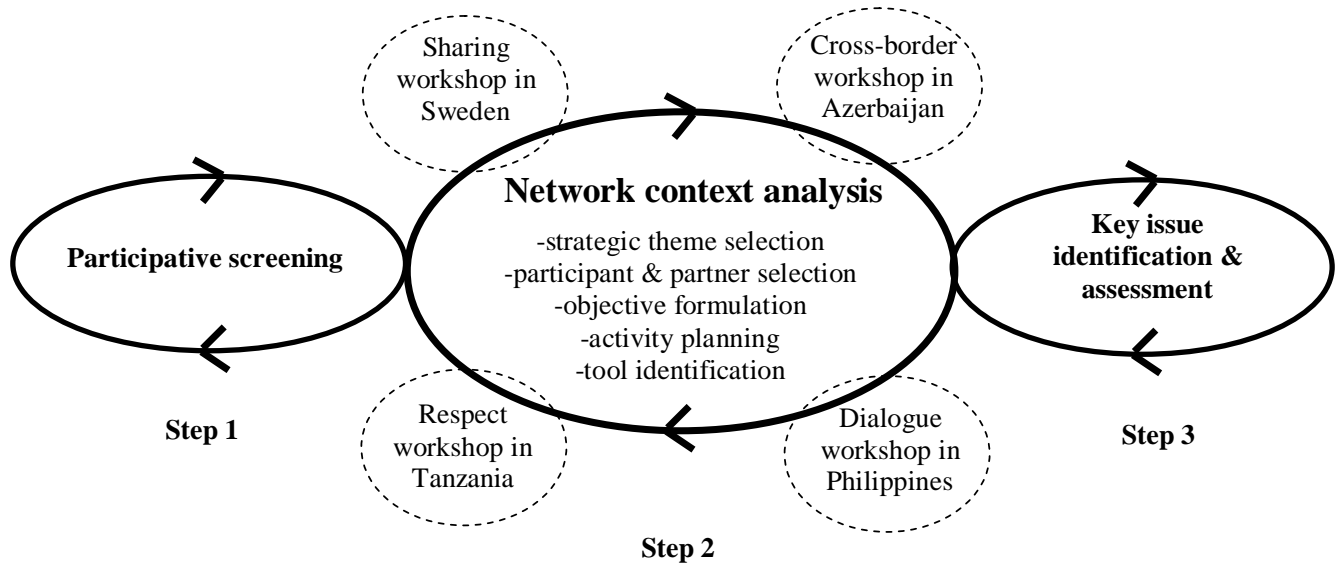 Sharing
workshop in
Sweden
Cross-border
workshop in
Azerbaijan
Participative screening
Network context analysis
-strategic theme selection
-participant & partner selection
-objective formulation
-activity planning
-tool identification
Key issue
identification &
assessment
Step 1
Respect
workshop in
Tanzania
Dialogue
workshop in
Philippines
Step 3
Step 2